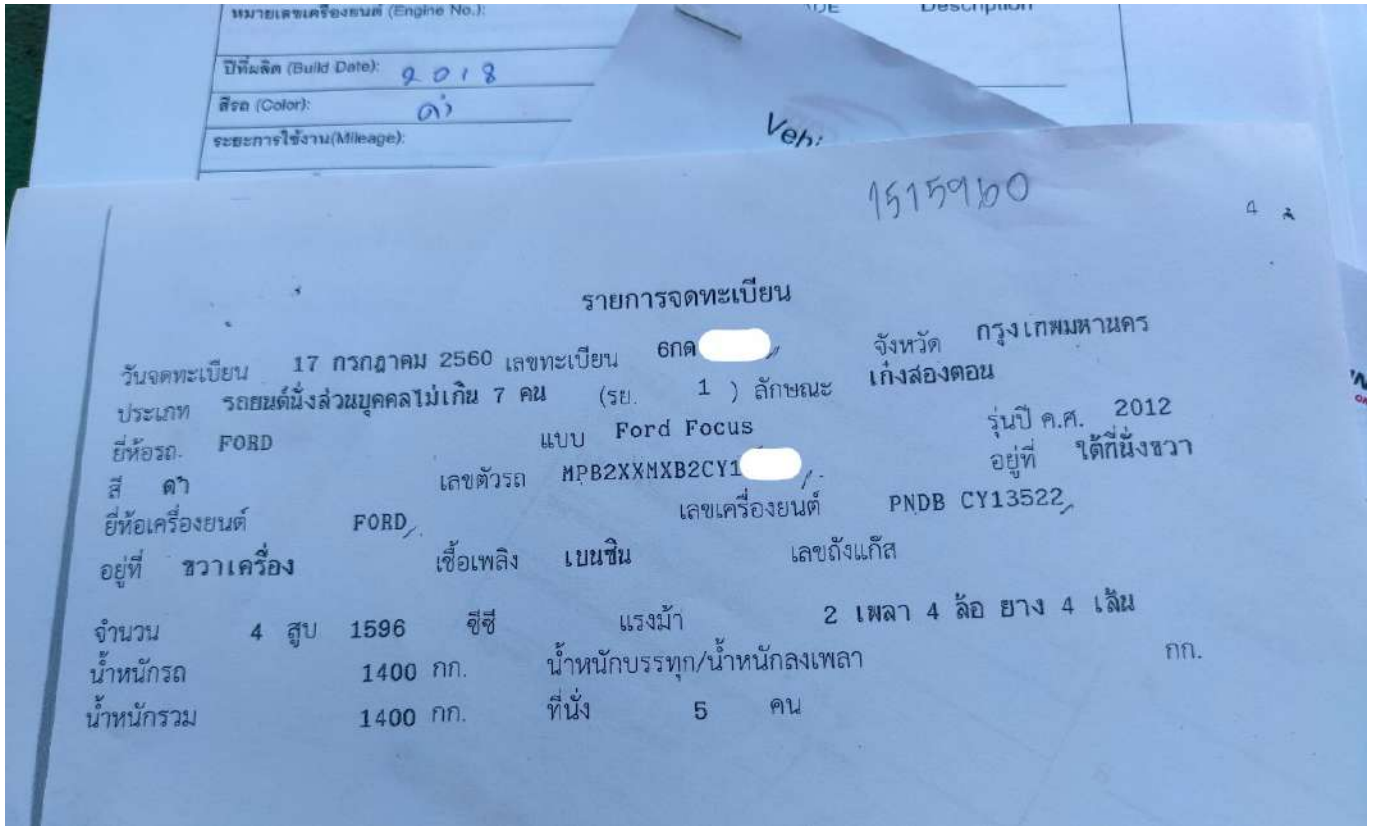 หมายเลขเครื่องยนต์ (Engine No.):
Description
ปีที่ผลิต (Build Date): 2018
สีรถ (Color): ดำ
ระยะการใช้งาน(Mileage):
1515960
4
รายการจดทะเบียน
วันจดทะเบียน 17 กรกฎาคม 2560 เลขทะเบียน 6กด จังหวัด กรุงเทพมหานคร
ประเภท รถยนต์นั่งส่วนบุคคลไม่เกิน 7 คน (รย. 1 ) ลักษณะ เก๋งสองตอน
ยี่ห้อรถ. FORD แบบ Ford Focus รุ่นปี ค.ศ. 2012
สี ดำ เลขตัวรถ MPB2XXMXB2CY1 อยู่ที่ ใต้ที่นั่งขวา
ยี่ห้อเครื่องยนต์ FORD เลขเครื่องยนต์ PNDB CY13522
อยู่ที่ ขวาเครื่อง เชื้อเพลิง เบนซิน เลขถังแก๊ส
จำนวน 4 สูบ 1596 ซีซี แรงม้า 2 เพลา 4 ล้อ ยาง 4 เส้น
น้ำหนักรถ 1400 กก. น้ำหนักบรรทุก/น้ำหนักลงเพลา กก.
น้ำหนักรวม 1400 กก. ที่นั่ง 5 คน